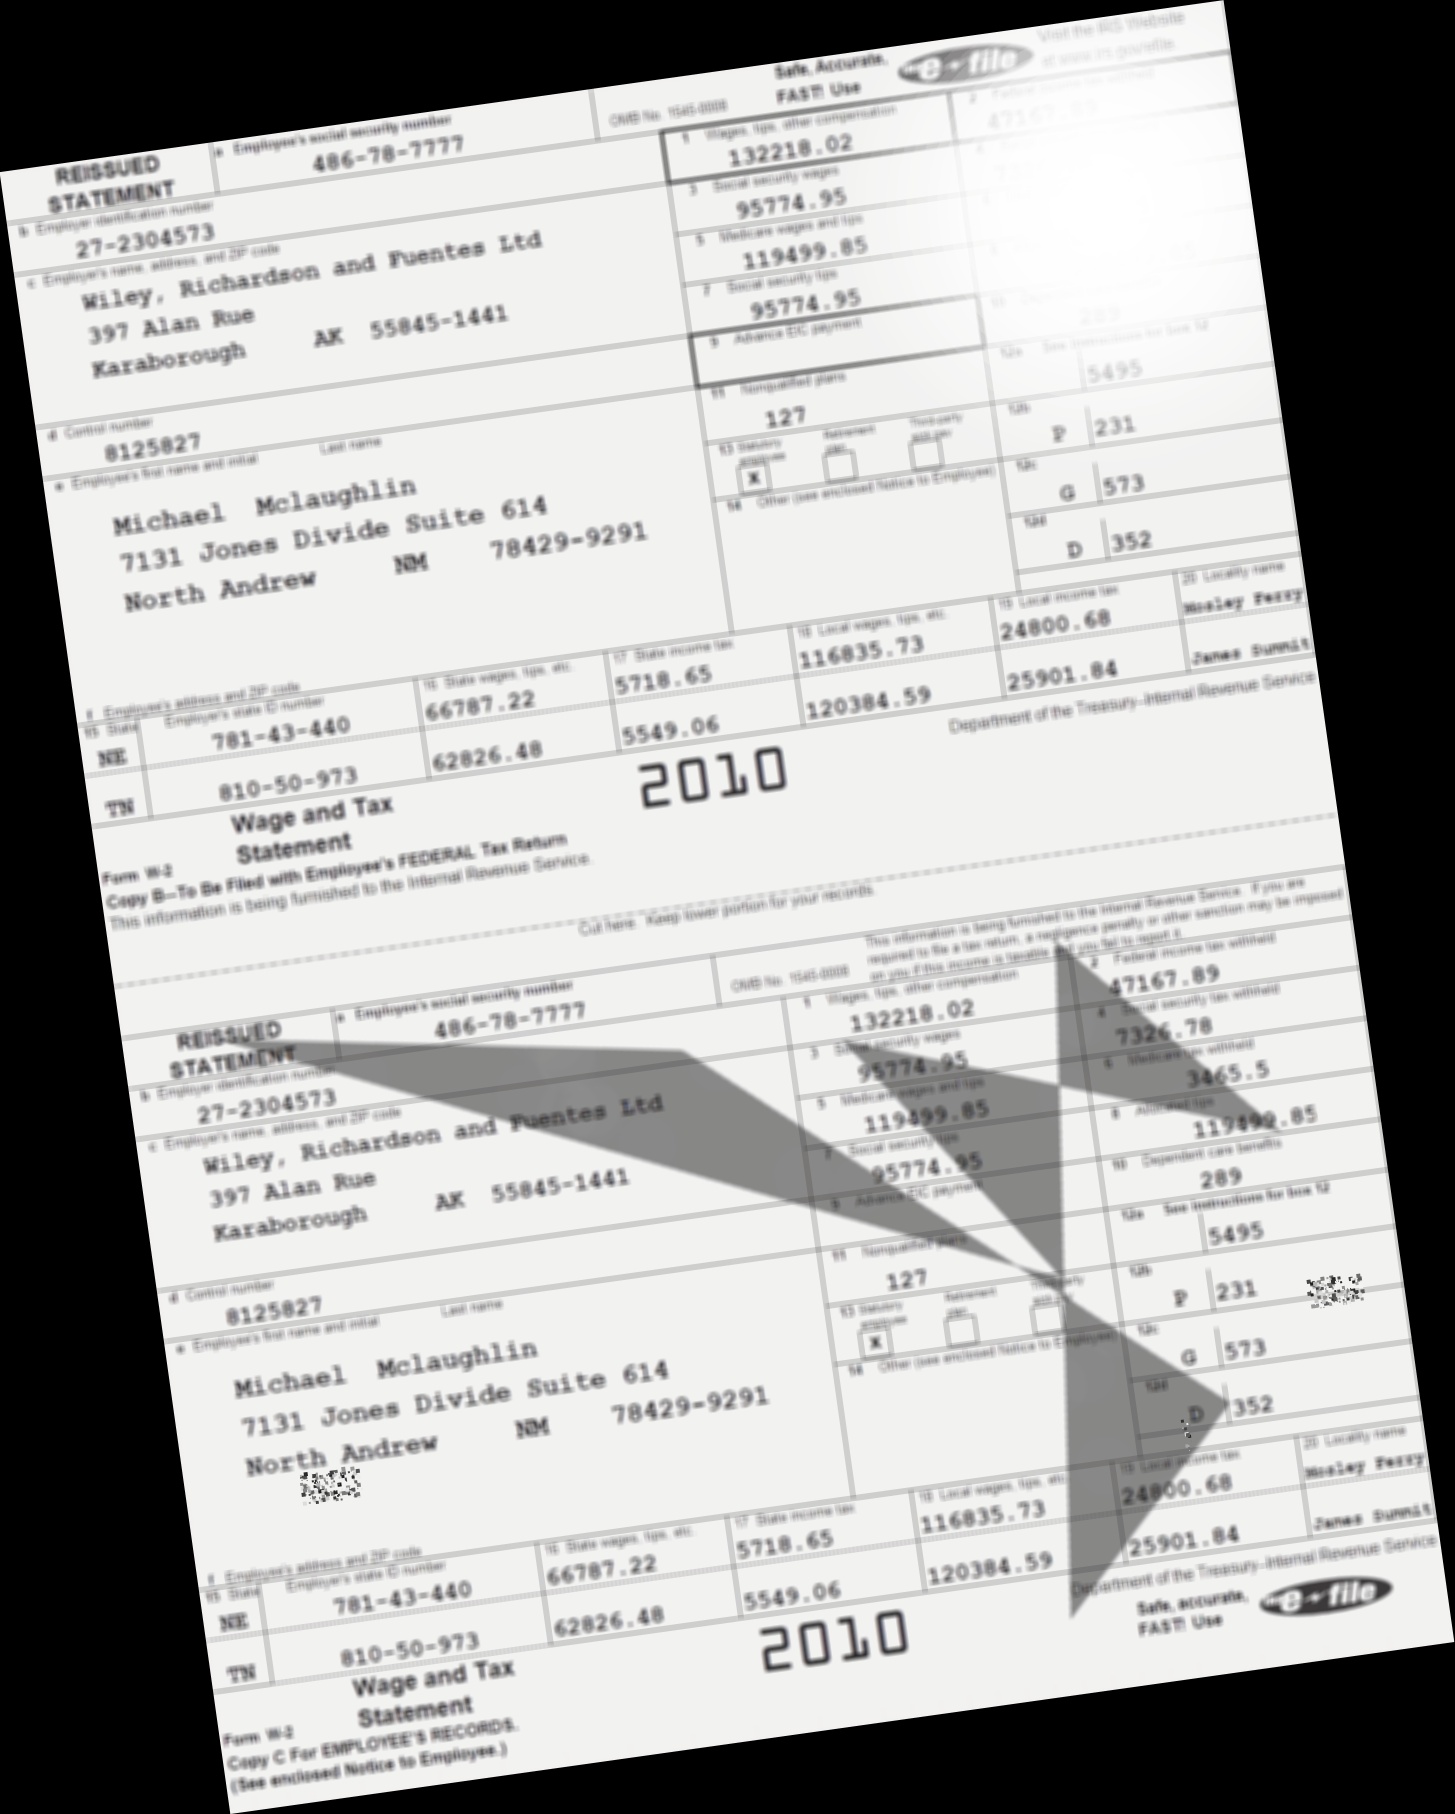 Safe, Accurate,
FAST! Use
e-file
Visit the IRS Website
at www.irs.gov/efile.
REISSUED
STATEMENT
a Employee's social security number
486-78-7777
OMB No. 1545-0008
1 Wages, tips, other compensation
132218.02
2 Federal income tax withheld
47167.89
b Employer identification number
27-2304573
3 Social security wages
95774.95
c Employer's name, address, and ZIP code
Wiley, Richardson and Fuentes Ltd
397 Alan Rue
Karaborough AK 55845-1441
5 Medicare wages and tips
119499.85
7 Social security tips
95774.95
9 Advance EIC payment
10
289
d Control number
8125827
11 Nonqualified plans
127
12a See instructions for box 12
5495
e Employee's first name and initial Last name
Michael Mclaughlin
7131 Jones Divide Suite 614
North Andrew NM 78429-9291
13 Statutory employee
Retirement plan
Third-party sick pay
X
12b
P 231
14 Other (see enclosed Notice to Employee)
12c
G 573
12d
D 352
f Employee's address and ZIP code
15 State Employer's state ID number
16 State wages, tips, etc.
17 State income tax
18 Local wages, tips, etc.
19 Local income tax
20 Locality name
NE 781-43-440 66787.22 5718.65 116835.73 24800.68 Mosley Ferry
TN 810-50-973 62826.48 5549.06 120384.59 25901.84 Janes Summit
Form W-2
Wage and Tax
Statement
2010
Department of the Treasury-Internal Revenue Service
Copy B—To Be Filed with Employee's FEDERAL Tax Return
This information is being furnished to the Internal Revenue Service.
Cut here. Keep lower portion for your records.
This information is being furnished to the Internal Revenue Service. If you are
required to file a tax return, a negligence penalty or other sanction may be imposed
on you if this income is taxable and you fail to report it.
REISSUED
STATEMENT
a Employee's social security number
486-78-7777
OMB No. 1545-0008
1 Wages, tips, other compensation
132218.02
2 Federal income tax withheld
47167.89
b Employer identification number
27-2304573
3 Social security wages
95774.95
4 Social security tax withheld
7326.78
c Employer's name, address, and ZIP code
Wiley, Richardson and Fuentes Ltd
397 Alan Rue
Karaborough AK 55845-1441
5 Medicare wages and tips
119499.85
6 Medicare tax withheld
3465.5
7 Social security tips
95774.95
8 Allocated tips
119499.85
9 Advance EIC payment
10 Dependent care benefits
289
d Control number
8125827
11 Nonqualified plans
127
12a See instructions for box 12
5495
e Employee's first name and initial Last name
Michael Mclaughlin
7131 Jones Divide Suite 614
North Andrew NM 78429-9291
13 Statutory employee
Retirement plan
Third-party sick pay
X
12b
P 231
14 Other (see enclosed Notice to Employee)
12c
G 573
12d
D 352
f Employee's address and ZIP code
15 State Employer's state ID number
16 State wages, tips, etc.
17 State income tax
18 Local wages, tips, etc.
19 Local income tax
20 Locality name
NE 781-43-440 66787.22 5718.65 116835.73 24800.68 Mosley Ferry
TN 810-50-973 62826.48 5549.06 120384.59 25901.84 Janes Summit
Form W-2
Wage and Tax
Statement
2010
Department of the Treasury-Internal Revenue Service
Safe, accurate,
FAST! Use
e-file
Copy C For EMPLOYEE'S RECORDS.
(See enclosed Notice to Employee.)